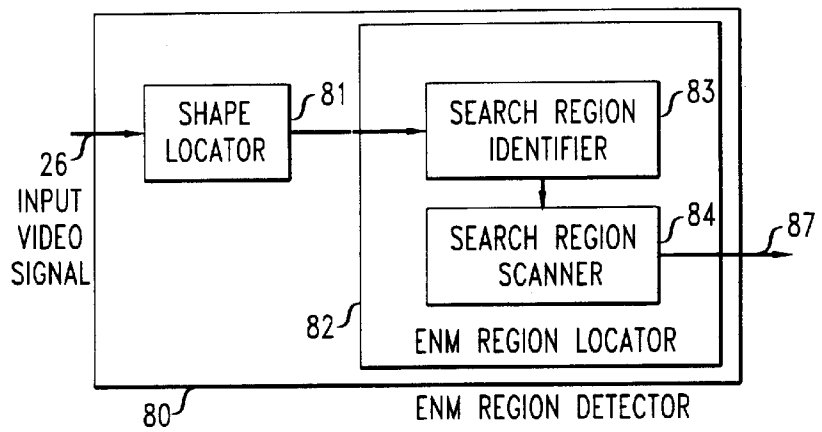 SHAPE
LOCATOR
81
26
INPUT
VIDEO
SIGNAL
SEARCH REGION
IDENTIFIER
83
SEARCH REGION
SCANNER
84
87
82
ENM REGION LOCATOR
80
ENM REGION DETECTOR